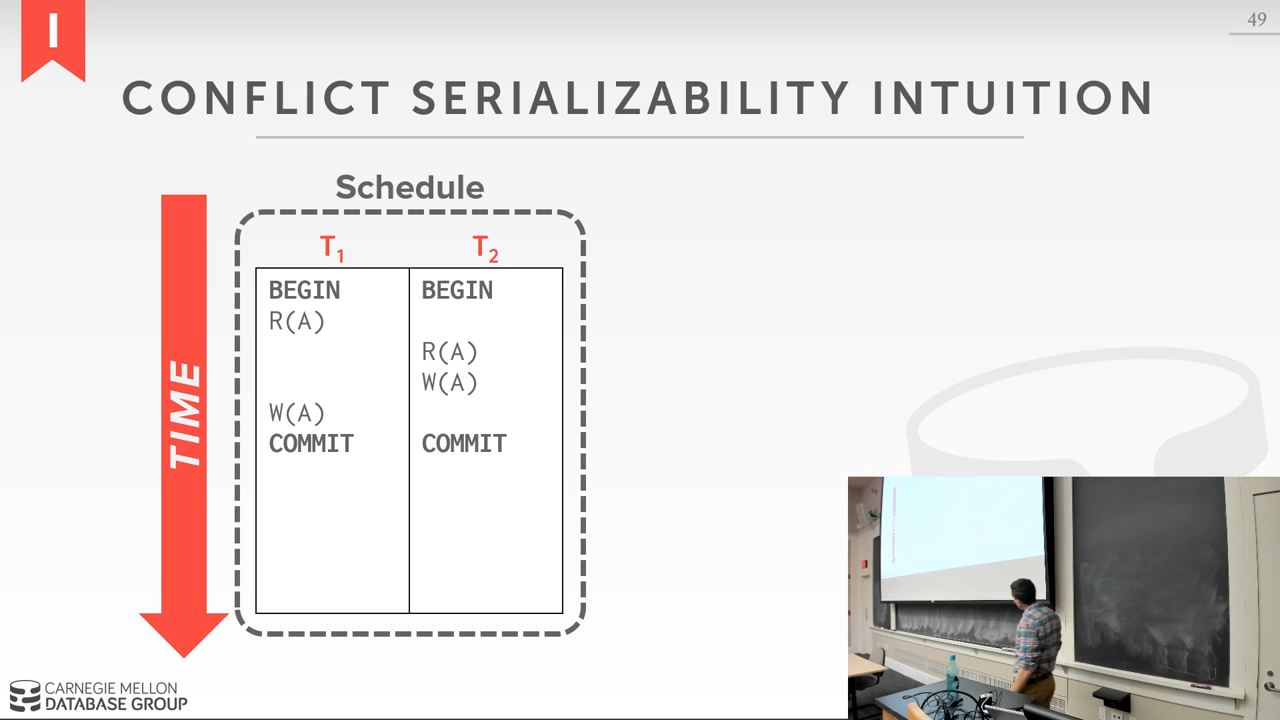 I
49
CONFLICT SERIALIZABILITY INTUITION
Schedule
T1 T2
BEGIN BEGIN
R(A)
R(A)
W(A)
W(A)
COMMIT COMMIT
TIME
CARNEGIE MELLON
DATABASE GROUP